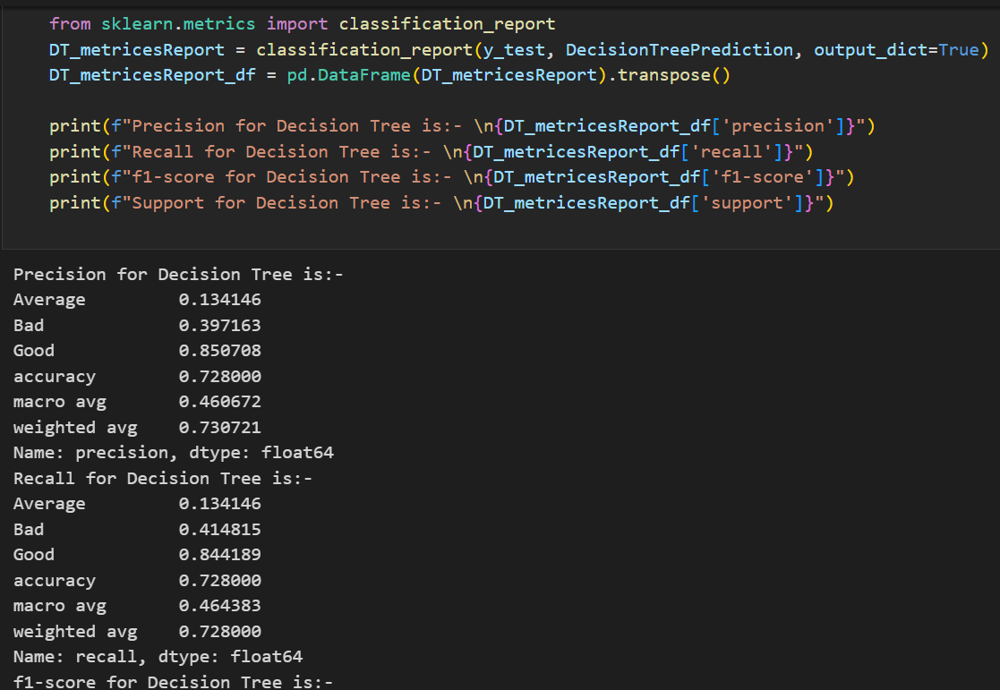 from sklearn.metrics import classification_report
DT_metricesReport = classification_report(y_test, DecisionTreePrediction, output_dict=True)
DT_metricesReport_df = pd.DataFrame(DT_metricesReport).transpose()
print(f"Precision for Decision Tree is:- \n{DT_metricesReport_df['precision']}")
print(f"Recall for Decision Tree is:- \n{DT_metricesReport_df['recall']}")
print(f"f1-score for Decision Tree is:- \n{DT_metricesReport_df['f1-score']}")
print(f"Support for Decision Tree is:- \n{DT_metricesReport_df['support']}")
Precision for Decision Tree is:-
Average 0.134146
Bad 0.397163
Good 0.850708
accuracy 0.728000
macro avg 0.460672
weighted avg 0.730721
Name: precision, dtype: float64
Recall for Decision Tree is:-
Average 0.134146
Bad 0.414815
Good 0.844189
accuracy 0.728000
macro avg 0.464383
weighted avg 0.728000
Name: recall, dtype: float64
f1-score for Decision Tree is:-